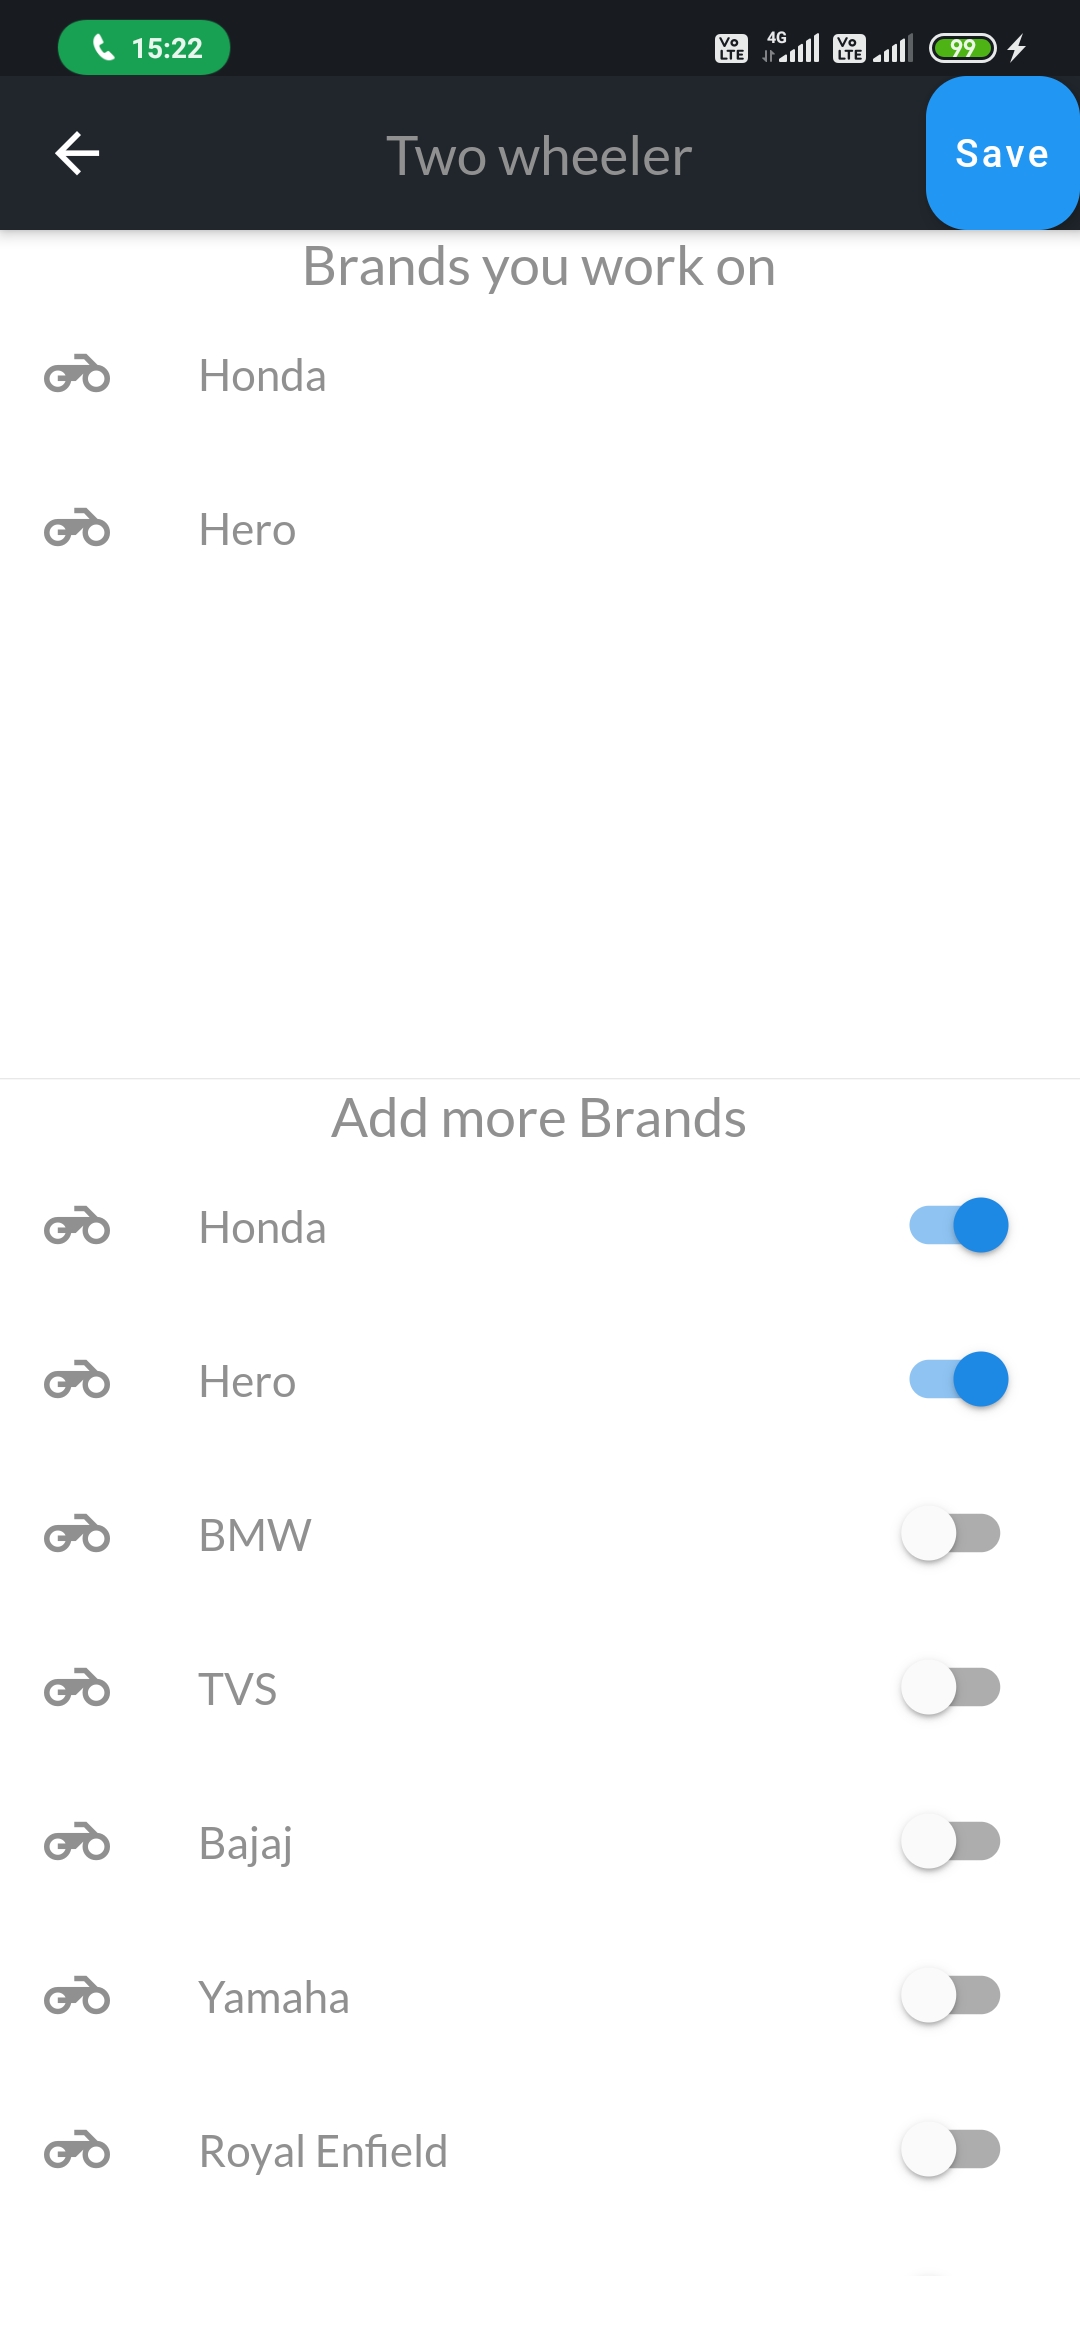 15:22
Vo LTE 4G Vo LTE 99
Two wheeler
Save
Brands you work on
Honda
Hero
Add more Brands
Honda
Hero
BMW
TVS
Bajaj
Yamaha
Royal Enfield